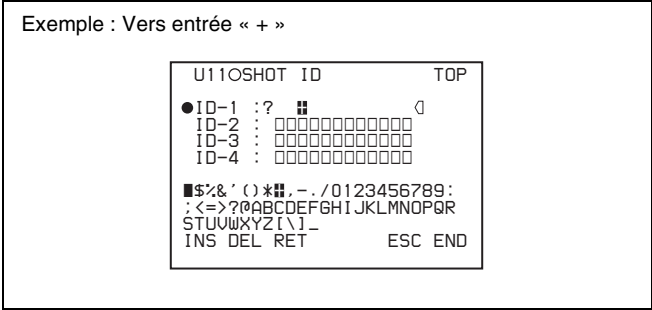 Exemple : Vers entrée « + »
U11○SHOT ID TOP
●ID-1 :? +
ID-2 : □□□□□□□□□□□□
ID-3 : □□□□□□□□□□□□
ID-4 : □□□□□□□□□□□□
■$%&'()*+,-./0123456789:
;<=>?@ABCDEFGHIJKLMNOPQR
STUVWXYZ[\]_
INS DEL RET ESC END